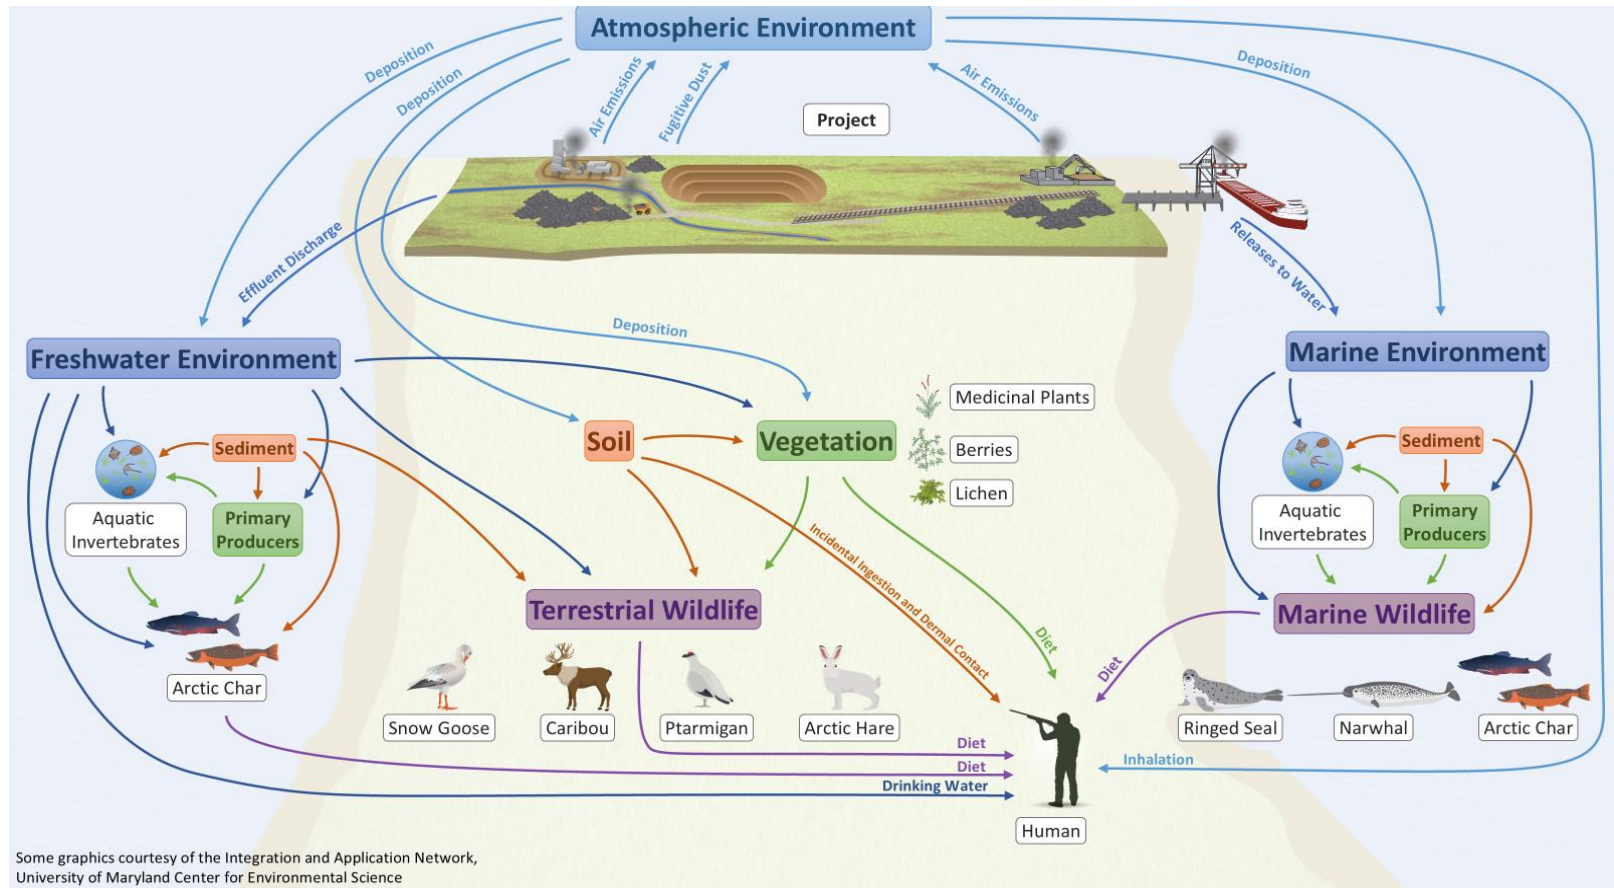 Atmospheric Environment
Deposition
Deposition
Air Emissions
Fugitive Dust
Air Emissions
Deposition
Project
Effluent Discharge
Releases to Water
Deposition
Freshwater Environment
Marine Environment
Medicinal Plants
Soil
Vegetation
Berries
Lichen
Sediment
Aquatic
Invertebrates
Primary
Producers
Sediment
Aquatic
Invertebrates
Primary
Producers
Incidental Ingestion and Dermal Contact
Terrestrial Wildlife
Marine Wildlife
Diet
Diet
Arctic Char
Snow Goose
Caribou
Ptarmigan
Arctic Hare
Ringed Seal
Narwhal
Arctic Char
Diet
Diet
Drinking Water
Inhalation
Human
Some graphics courtesy of the Integration and Application Network,
University of Maryland Center for Environmental Science